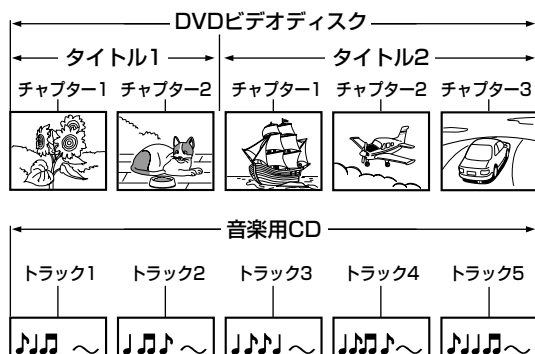 DVDビデオディスク
タイトル1 タイトル2
チャプター1 チャプター2 チャプター1 チャプター2 チャプター3
音楽用CD
トラック1 トラック2 トラック3 トラック4 トラック5